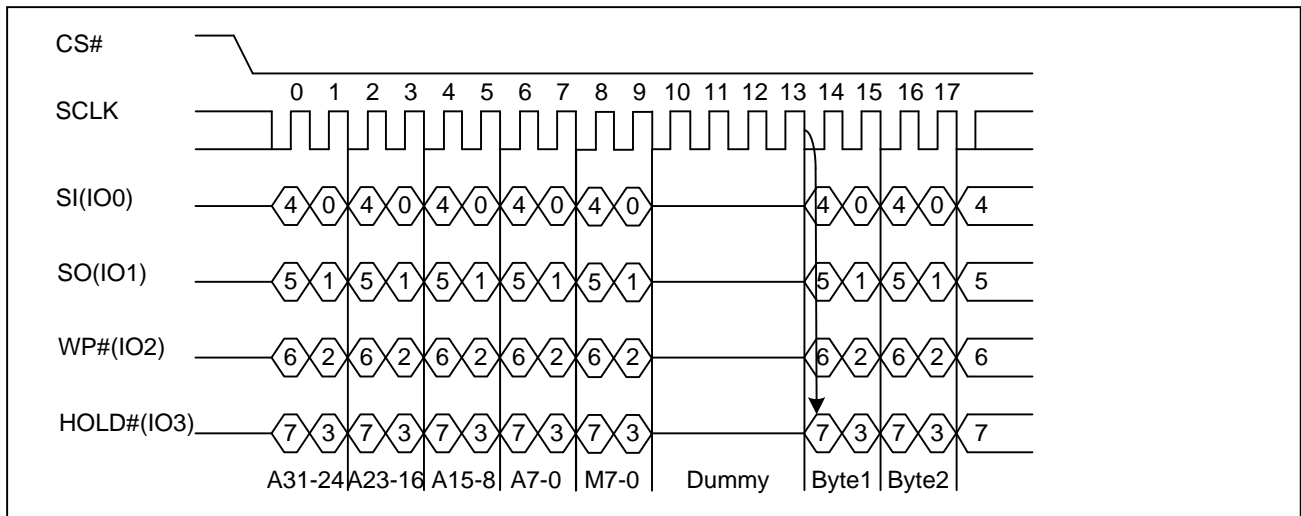 CS#
0 1 2 3 4 5 6 7 8 9 10 11 12 13 14 15 16 17
SCLK
SI(IO0) 4 0 4 0 4 0 4 0 4 0 4 0 4 0 4
SO(IO1) 5 1 5 1 5 1 5 1 5 1 5 1 5 1 5
WP#(IO2) 6 2 6 2 6 2 6 2 6 2 6 2 6 2 6
HOLD#(IO3) 7 3 7 3 7 3 7 3 7 3 7 3 7 3 7
A31-24 A23-16 A15-8 A7-0 M7-0 Dummy Byte1 Byte2